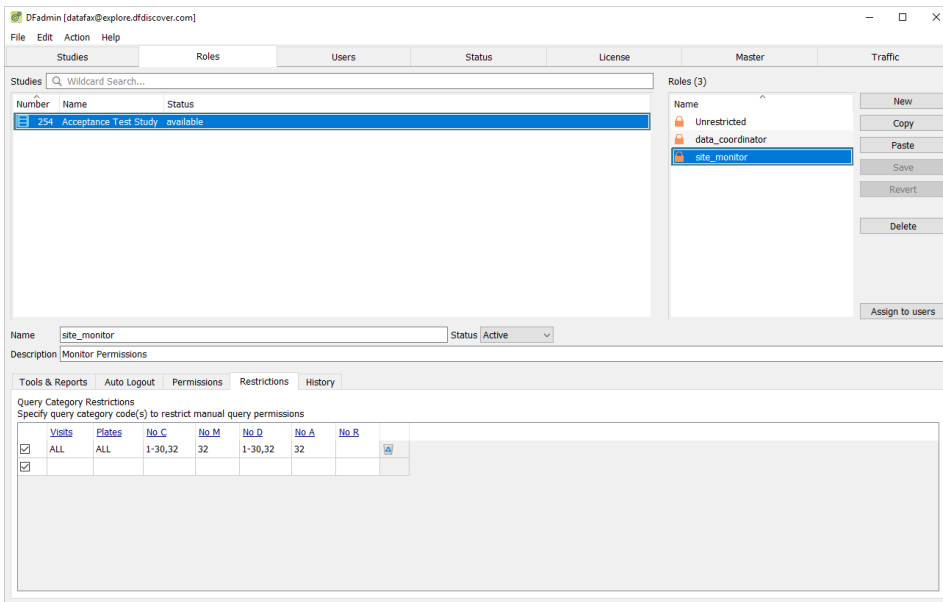 DFadmin [datafax@explore.dfdiscover.com]
File Edit Action Help
Studies Roles Users Status License Master Traffic
Studies Wildcard Search...
Roles (3)
Number Name Status
254 Acceptance Test Study available
Name
Unrestricted
data_coordinator
site_monitor
New
Copy
Paste
Save
Revert
Delete
Assign to users
Name site_monitor Status Active
Description Monitor Permissions
Tools & Reports Auto Logout Permissions Restrictions History
Query Category Restrictions
Specify query category code(s) to restrict manual query permissions
Visits Plates No C No M No D No A No R
ALL ALL 1-30,32 32 1-30,32 32